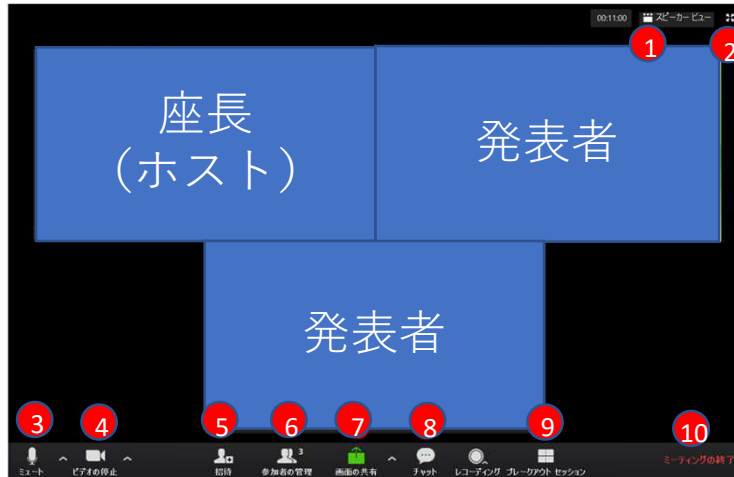 00:11:00 スピーカー ビュー
1
2
座長
（ホスト）
発表者
発表者
3
4
5
6
7
8
9
10
ミュート
ビデオの停止
招待
3
参加者の管理
画面の共有
チャット
レコーディング
ブレークアウト セッション
ミーティングの終了